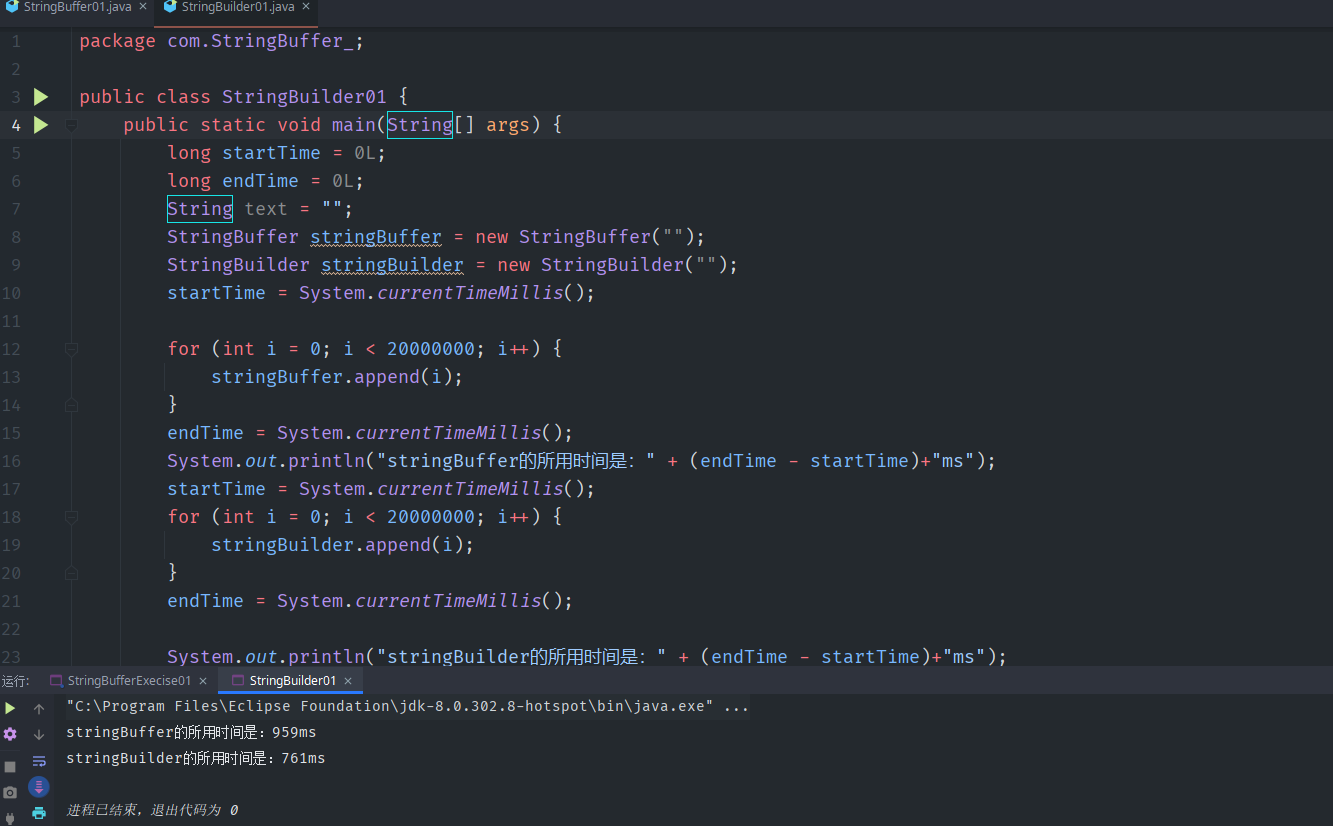 StringBuffer01.java × StringBuilder01.java ×
1 package com.StringBuffer_;
2
3 public class StringBuilder01 {
4 public static void main(String[] args) {
5 long startTime = 0L;
6 long endTime = 0L;
7 String text = "";
8 StringBuffer stringBuffer = new StringBuffer("");
9 StringBuilder stringBuilder = new StringBuilder("");
10 startTime = System.currentTimeMillis();
11
12 for (int i = 0; i < 20000000; i++) {
13 stringBuffer.append(i);
14 }
15 endTime = System.currentTimeMillis();
16 System.out.println("stringBuffer的所用时间是：" + (endTime - startTime)+"ms");
17 startTime = System.currentTimeMillis();
18 for (int i = 0; i < 20000000; i++) {
19 stringBuilder.append(i);
20 }
21 endTime = System.currentTimeMillis();
22
23 System.out.println("stringBuilder的所用时间是：" + (endTime - startTime)+"ms");
运行: StringBufferExecise01 × StringBuilder01 ×
"C:\Program Files\Eclipse Foundation\jdk-8.0.302.8-hotspot\bin\java.exe" ...
stringBuffer的所用时间是：959ms
stringBuilder的所用时间是：761ms
进程已结束，退出代码为 0